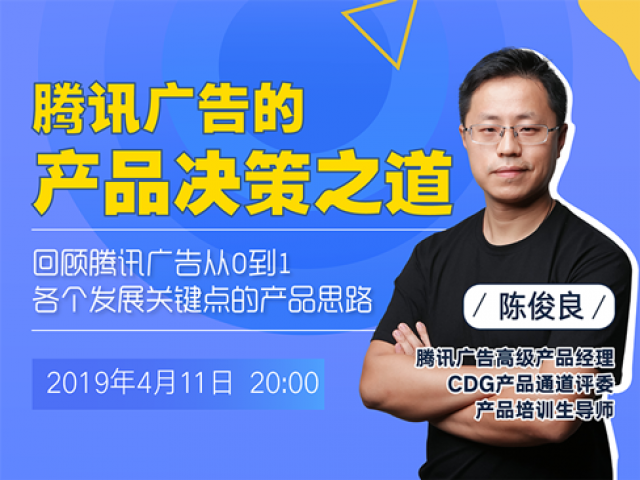 腾讯广告的
产品决策之道
回顾腾讯广告从0到1
各个发展关键点的产品思路
2019年4月11日 20:00
/ 陈俊良 /
腾讯广告高级产品经理
CDG产品通道评委
产品培训生导师